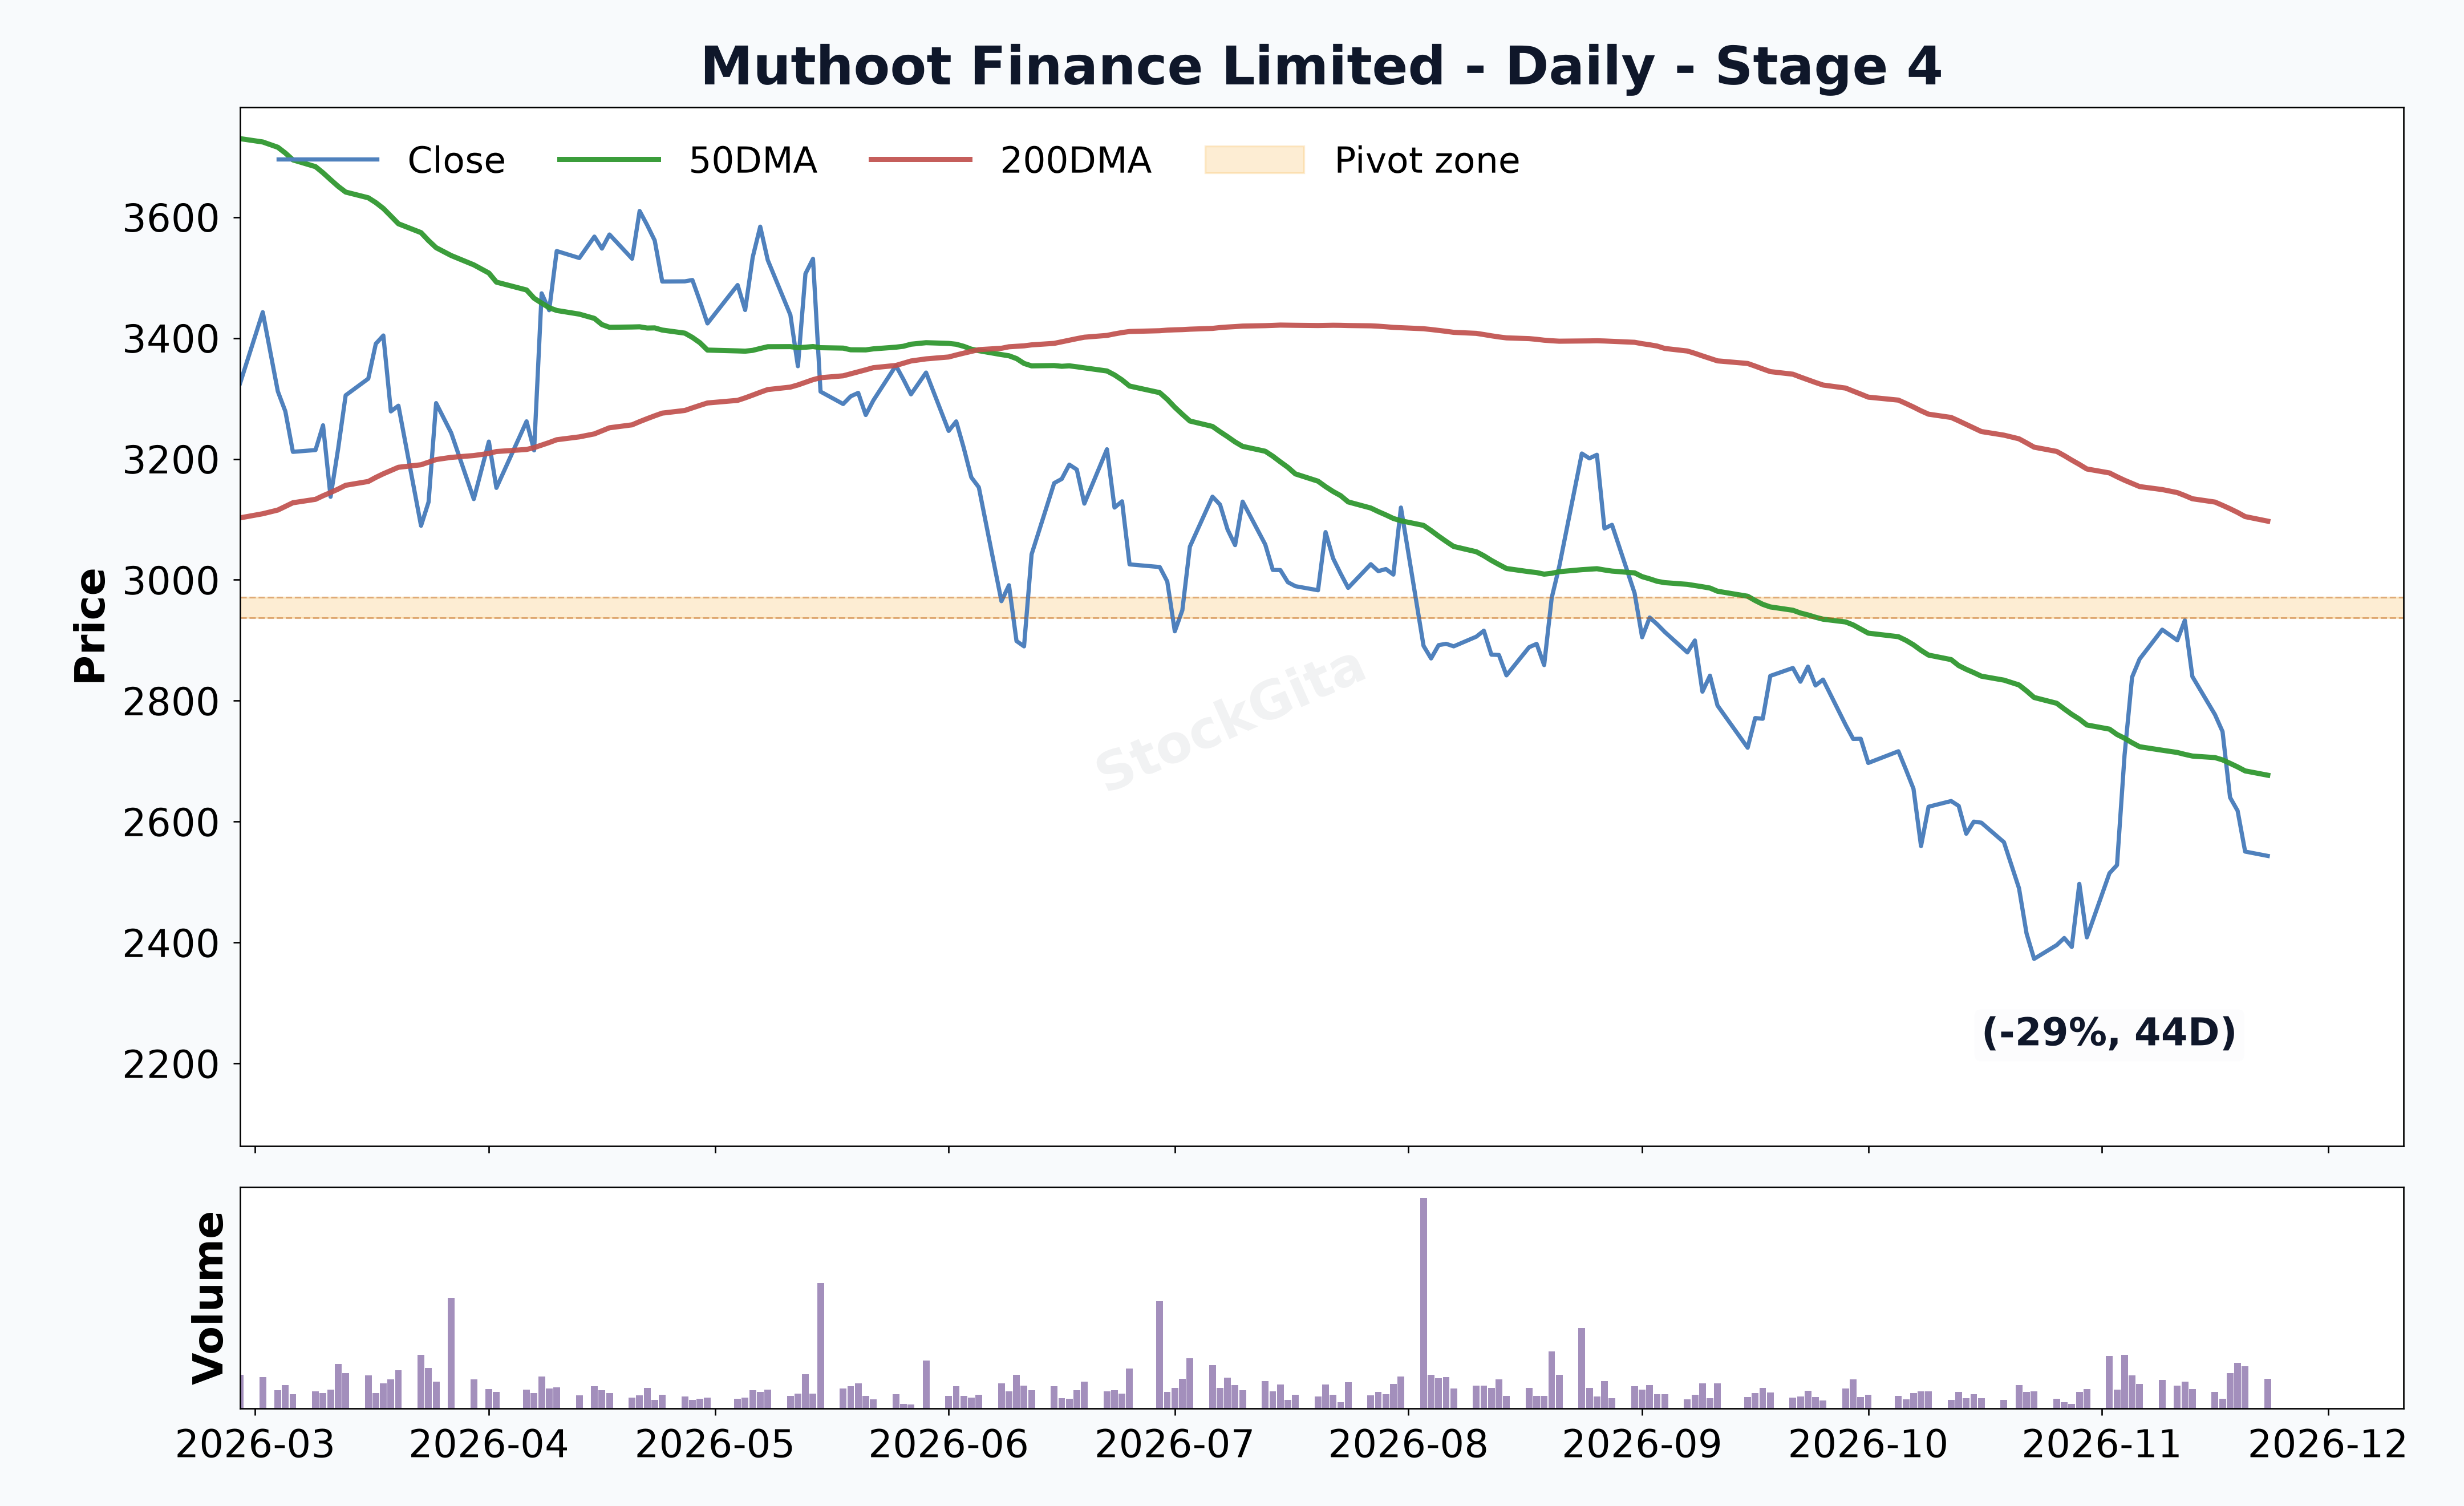 Muthoot Finance Limited - Daily - Stage 4
Close 50DMA 200DMA Pivot zone
3600
3400
3200
3000
2800
2600
2400
2200
Price
StockGita
(-29%, 44D)
Volume
2026-03 2026-04 2026-05 2026-06 2026-07 2026-08 2026-09 2026-10 2026-11 2026-12